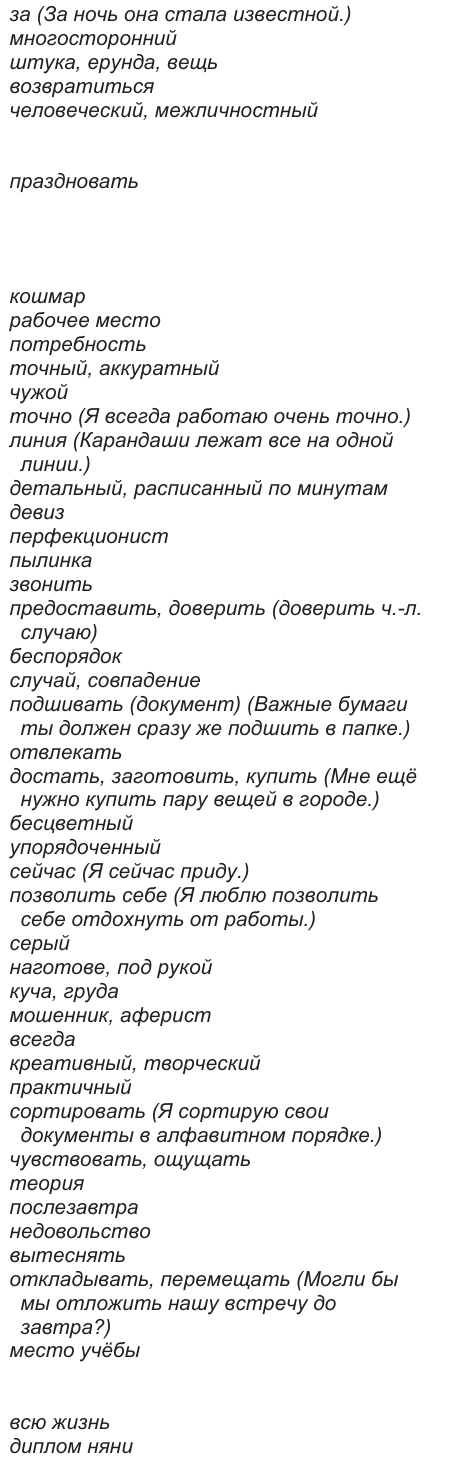 за (За ночь она стала известной.)
многосторонний
штука, ерунда, вещь
возвратиться
человеческий, межличностный
праздновать
кошмар
рабочее место
потребность
точный, аккуратный
чужой
точно (Я всегда работаю очень точно.)
линия (Карандаши лежат все на одной
линии.)
детальный, расписанный по минутам
девиз
перфекционист
пылинка
звонить
предоставить, доверить (доверить ч.-л.
случаю)
беспорядок
случай, совпадение
подшивать (документ) (Важные бумаги
ты должен сразу же подшить в папке.)
отвлекать
достать, заготовить, купить (Мне ещё
нужно купить пару вещей в городе.)
бесцветный
упорядоченный
сейчас (Я сейчас приду.)
позволить себе (Я люблю позволить
себе отдохнуть от работы.)
серый
наготове, под рукой
куча, груда
мошенник, аферист
всегда
креативный, творческий
практичный
сортировать (Я сортирую свои
документы в алфавитном порядке.)
чувствовать, ощущать
теория
послезавтра
недовольство
вытеснять
откладывать, перемещать (Могли бы
мы отложить нашу встречу до
завтра?)
место учёбы
всю жизнь
диплом няни